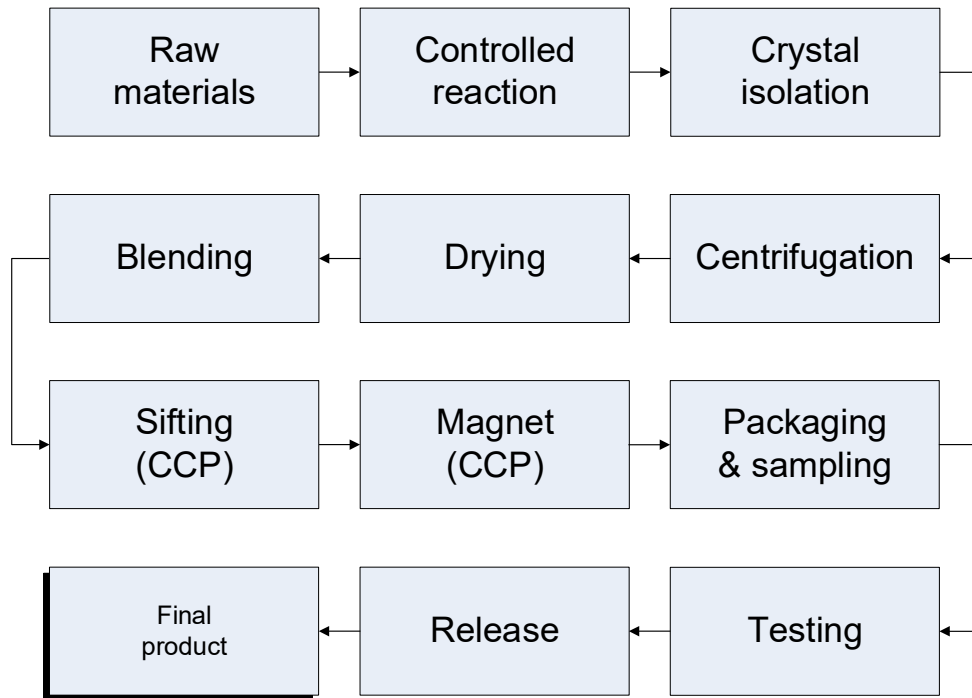 Raw
materials
Controlled
reaction
Crystal
isolation
Blending
Drying
Centrifugation
Sifting
(CCP)
Magnet
(CCP)
Packaging
& sampling
Final
product
Release
Testing